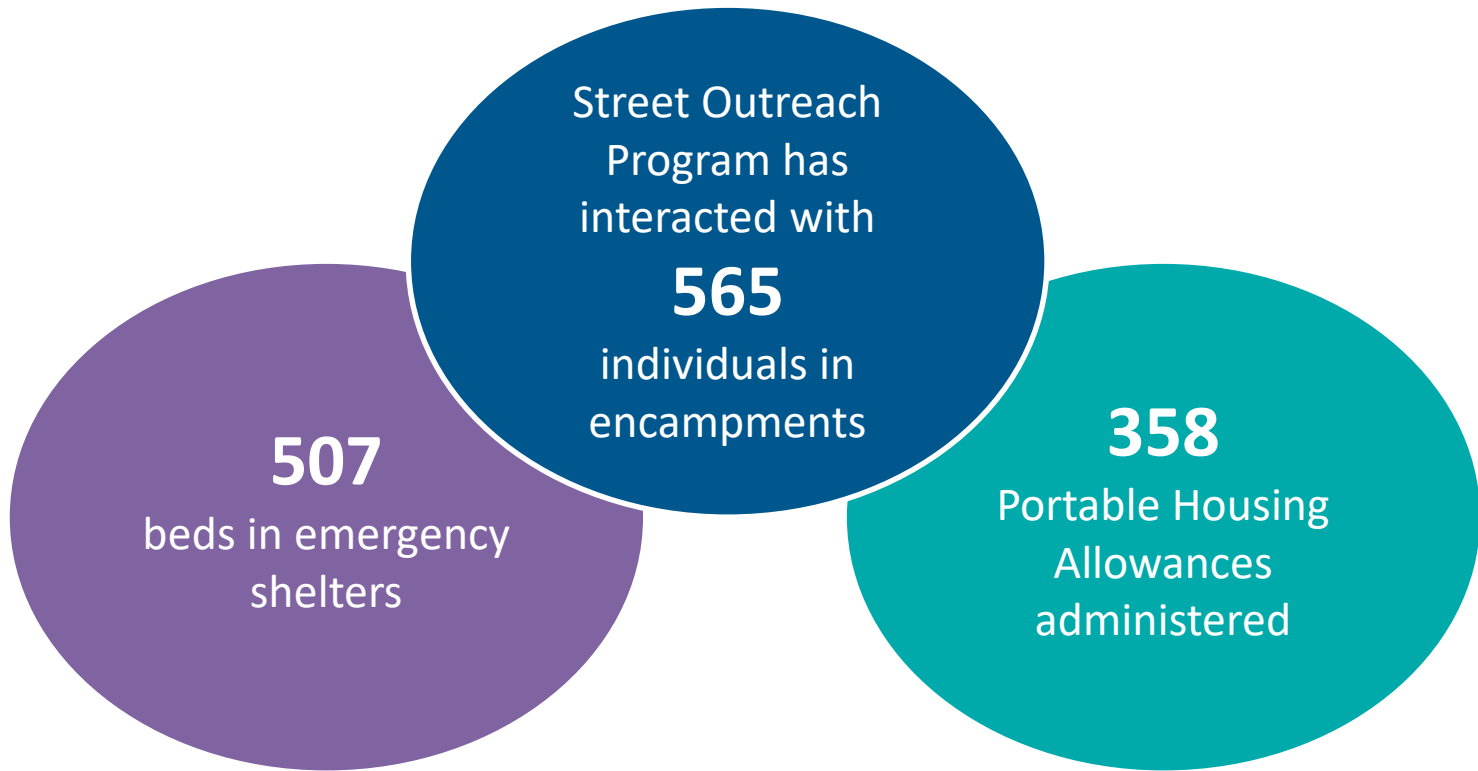 Street Outreach
Program has
interacted with
565
individuals in
encampments
507
beds in emergency
shelters
358
Portable Housing
Allowances
administered